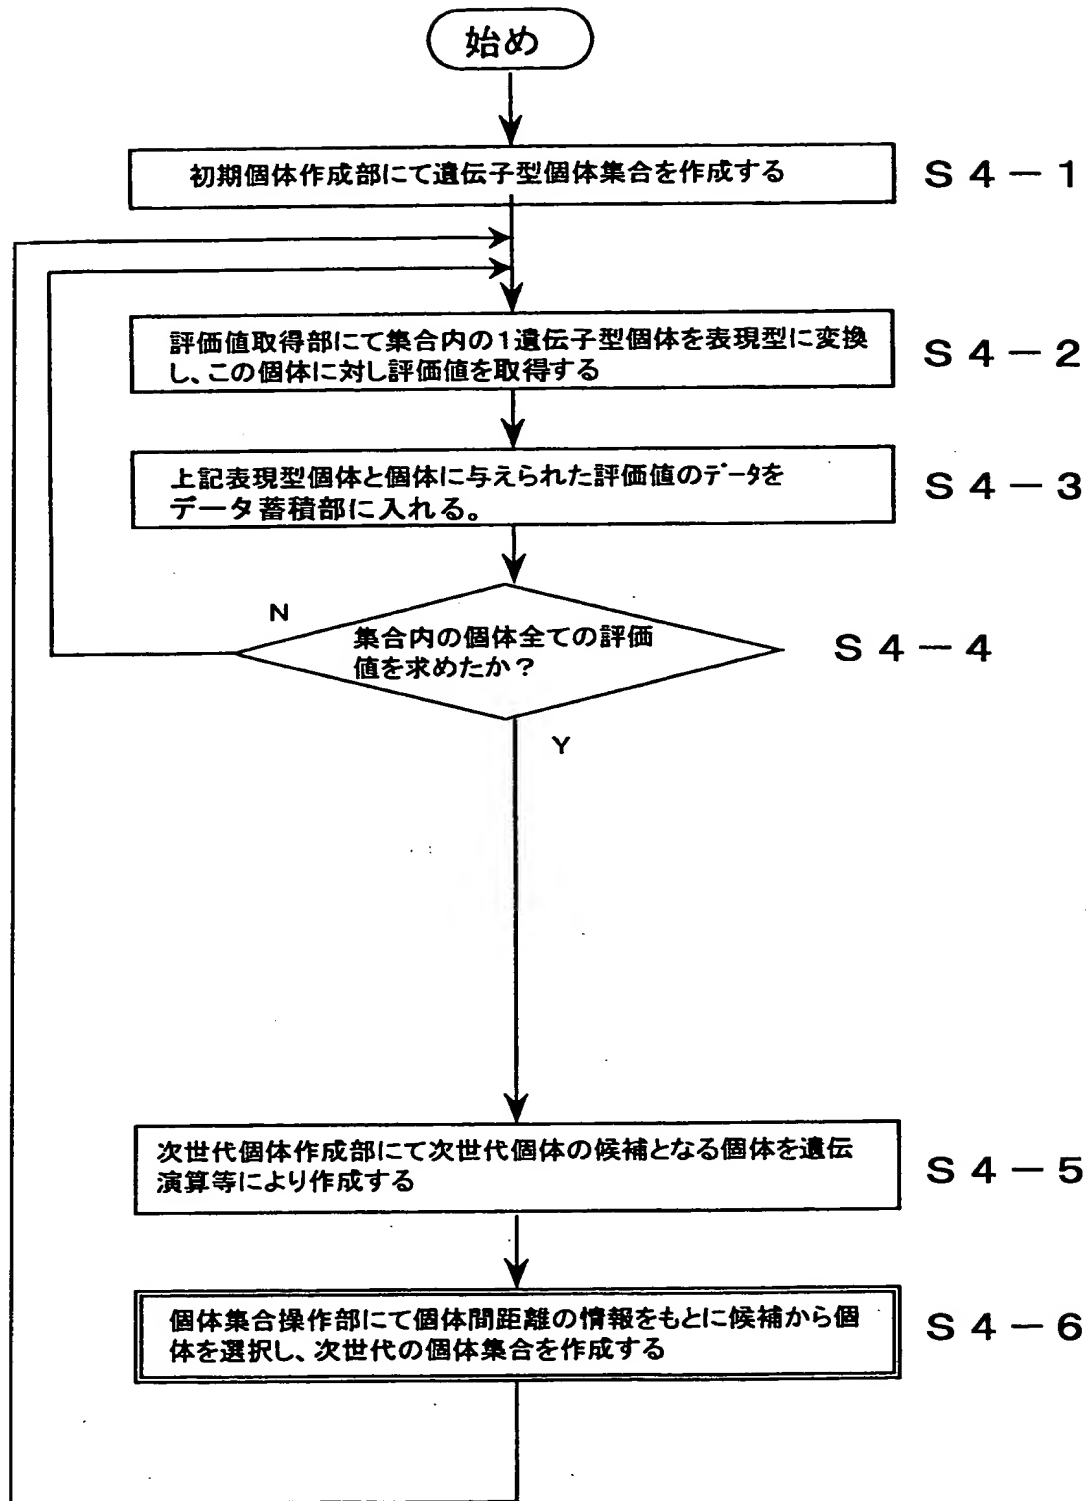 始め
初期個体作成部にて遺伝子型個体集合を作成する
S4-1
評価値取得部にて集合内の1遺伝子型個体を表現型に変換
し、この個体に対し評価値を取得する
S4-2
上記表現型個体と個体に与えられた評価値のデータを
データ蓄積部に入れる。
S4-3
N
集合内の個体全ての評価
値を求めたか?
S4-4
Y
次世代個体作成部にて次世代個体の候補となる個体を遺伝
演算等により作成する
S4-5
個体集合操作部にて個体間距離の情報をもとに候補から個
体を選択し、次世代の個体集合を作成する
S4-6